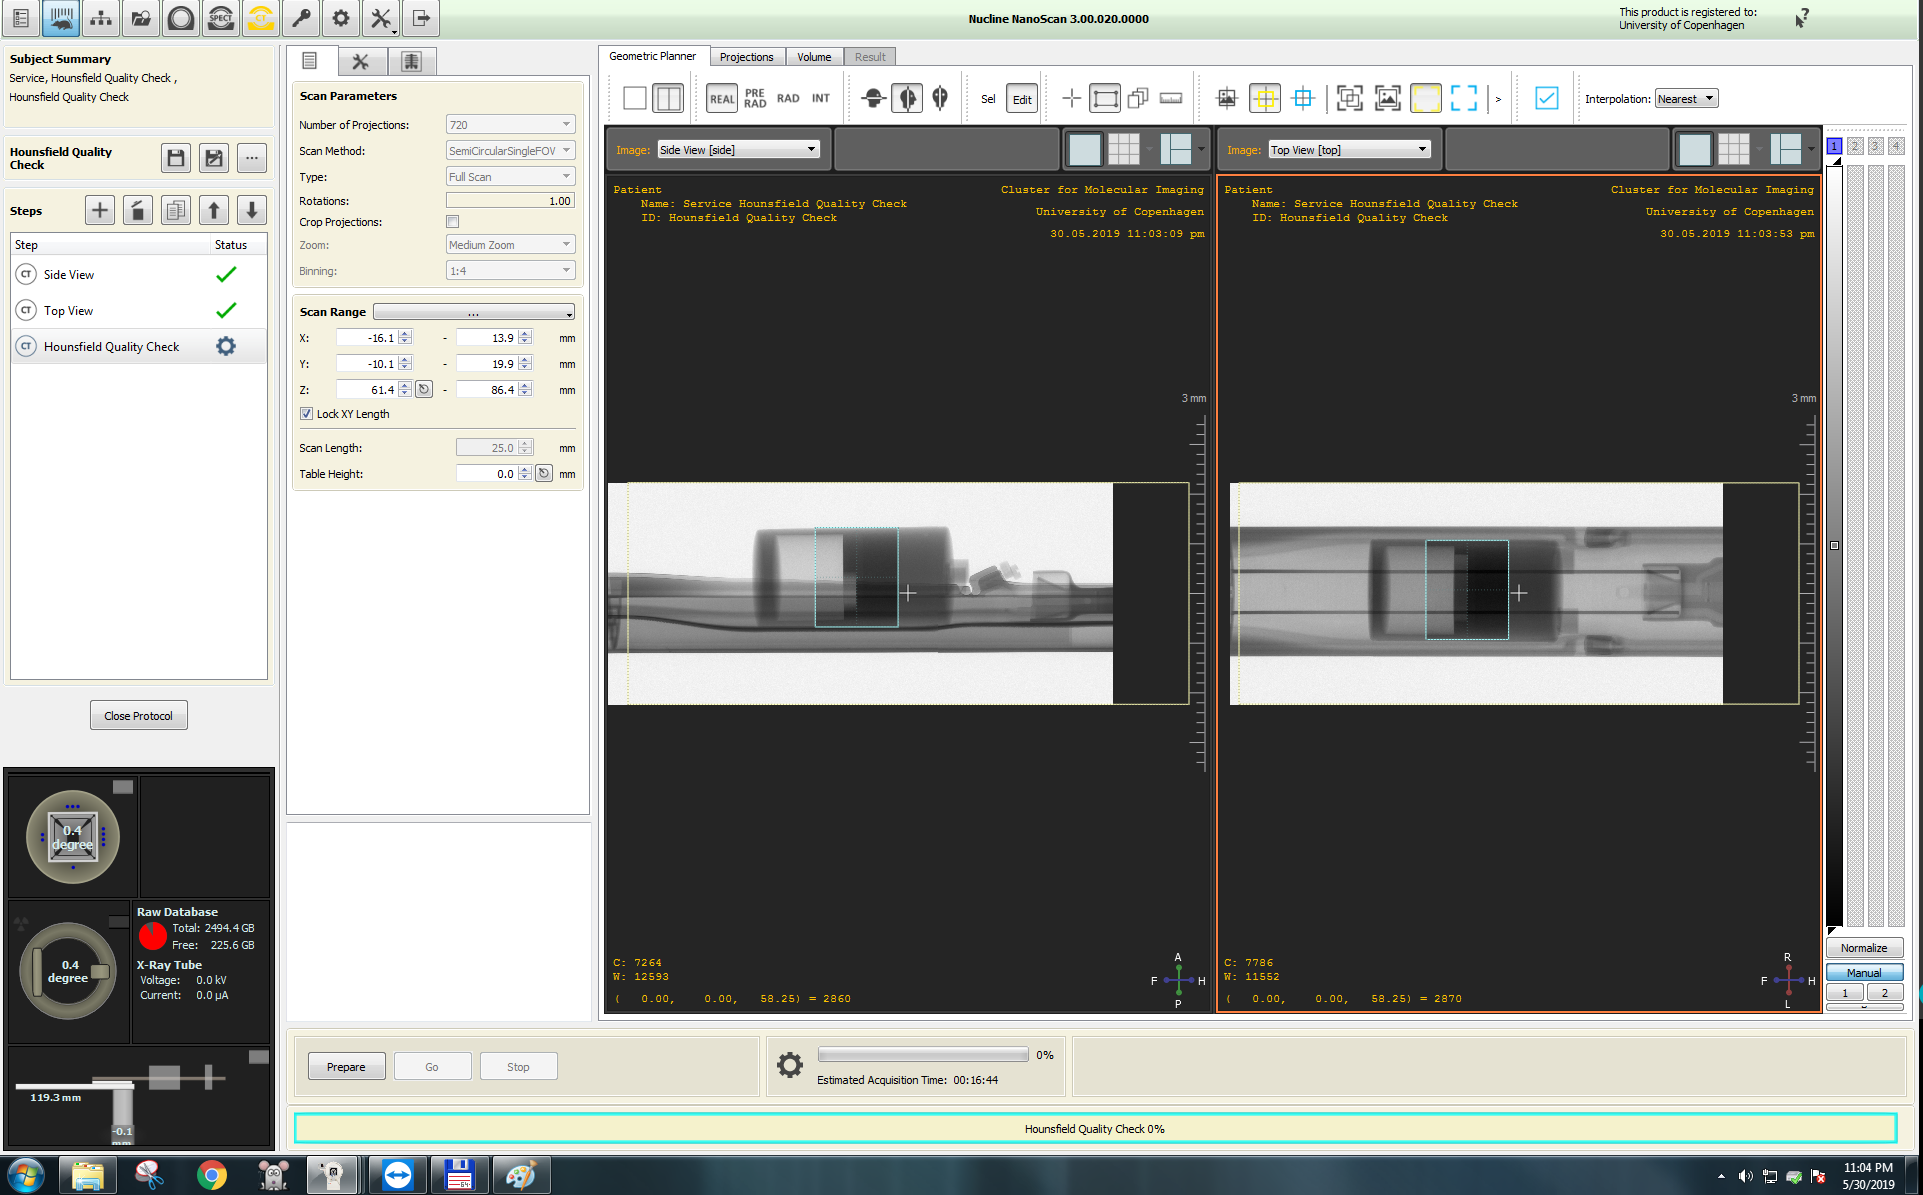 SPECT
CT
Nucline NanoScan 3.00.020.0000
This product is registered to:
University of Copenhagen
Subject Summary
Service, Hounsfield Quality Check ,
Hounsfield Quality Check
Hounsfield Quality
Check
...
Steps
Step Status
CT Side View
CT Top View
CT Hounsfield Quality Check
Close Protocol
0.4
degree
0.4
degree
Raw Database
Total: 2494.4 GB
Free: 225.6 GB
X-Ray Tube
Voltage: 0.0 kV
Current: 0.0 µA
119.3 mm
-0.1
mm
Scan Parameters
Number of Projections: 720
Scan Method: SemiCircularSingleFOV
Type: Full Scan
Rotations: 1.00
Crop Projections:
Zoom: Medium Zoom
Binning: 1:4
Scan Range ...
X: -16.1 - 13.9 mm
Y: -10.1 - 19.9 mm
Z: 61.4 - 86.4 mm
Lock XY Length
Scan Length: 25.0 mm
Table Height: 0.0 mm
Geometric Planner Projections Volume Result
REAL PRE RAD RAD INT Sel Edit > Interpolation: Nearest
Image: Side View [side]
Patient
Name: Service Hounsfield Quality Check
ID: Hounsfield Quality Check
Cluster for Molecular Imaging
University of Copenhagen
30.05.2019 11:03:09 pm
3 mm
C: 7264
W: 12593
( 0.00, 0.00, 58.25) = 2860
A
F H
P
Image: Top View [top]
Patient
Name: Service Hounsfield Quality Check
ID: Hounsfield Quality Check
Cluster for Molecular Imaging
University of Copenhagen
30.05.2019 11:03:53 pm
3 mm
C: 7786
W: 11552
( 0.00, 0.00, 58.25) = 2870
R
F H
L
1 2 3 4
Normalize
Manual
1 2
Prepare Go Stop
0%
Estimated Acquisition Time: 00:16:44
Hounsfield Quality Check 0%
64
11:04 PM
5/30/2019